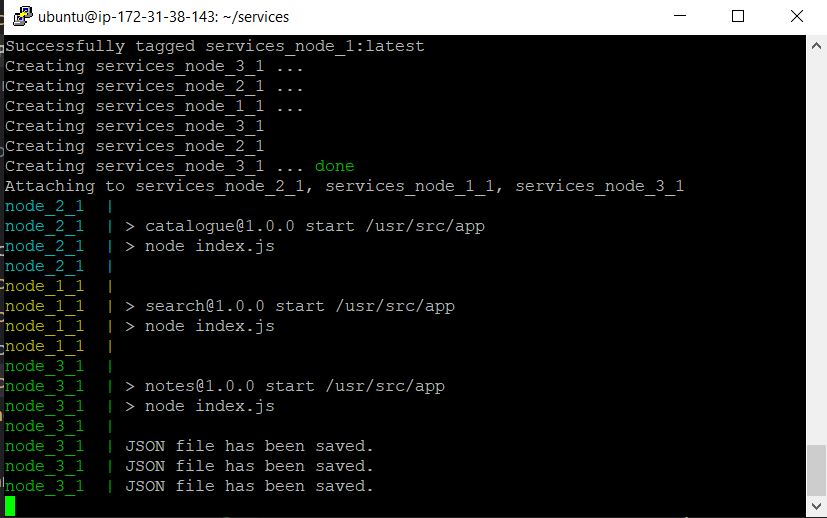 ubuntu@ip-172-31-38-143: ~/services
Successfully tagged services_node_1:latest
Creating services_node_3_1 ...
Creating services_node_2_1 ...
Creating services_node_1_1 ...
Creating services_node_3_1
Creating services_node_2_1
Creating services_node_3_1 ... done
Attaching to services_node_2_1, services_node_1_1, services_node_3_1
node_2_1  |
node_2_1  | > catalogue@1.0.0 start /usr/src/app
node_2_1  | > node index.js
node_2_1  |
node_1_1  |
node_1_1  | > search@1.0.0 start /usr/src/app
node_1_1  | > node index.js
node_1_1  |
node_3_1  |
node_3_1  | > notes@1.0.0 start /usr/src/app
node_3_1  | > node index.js
node_3_1  |
node_3_1  | JSON file has been saved.
node_3_1  | JSON file has been saved.
node_3_1  | JSON file has been saved.